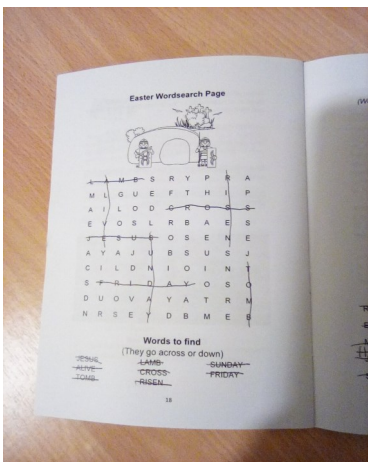 Easter Wordsearch Page
L A M B S R Y P R A
M L G U E F T H I P
A I L O D C R O S S
E V O S L R B A E S
J E S U S O S E N E
A Y A J U B S U S J
C I L D N I O I N T
S F R I D A Y O S O
D U O V A Y A T R M
N R S E Y D B M E B
Words to find
(They go across or down)
JESUS LAMB SUNDAY
ALIVE CROSS FRIDAY
TOMB RISEN
18